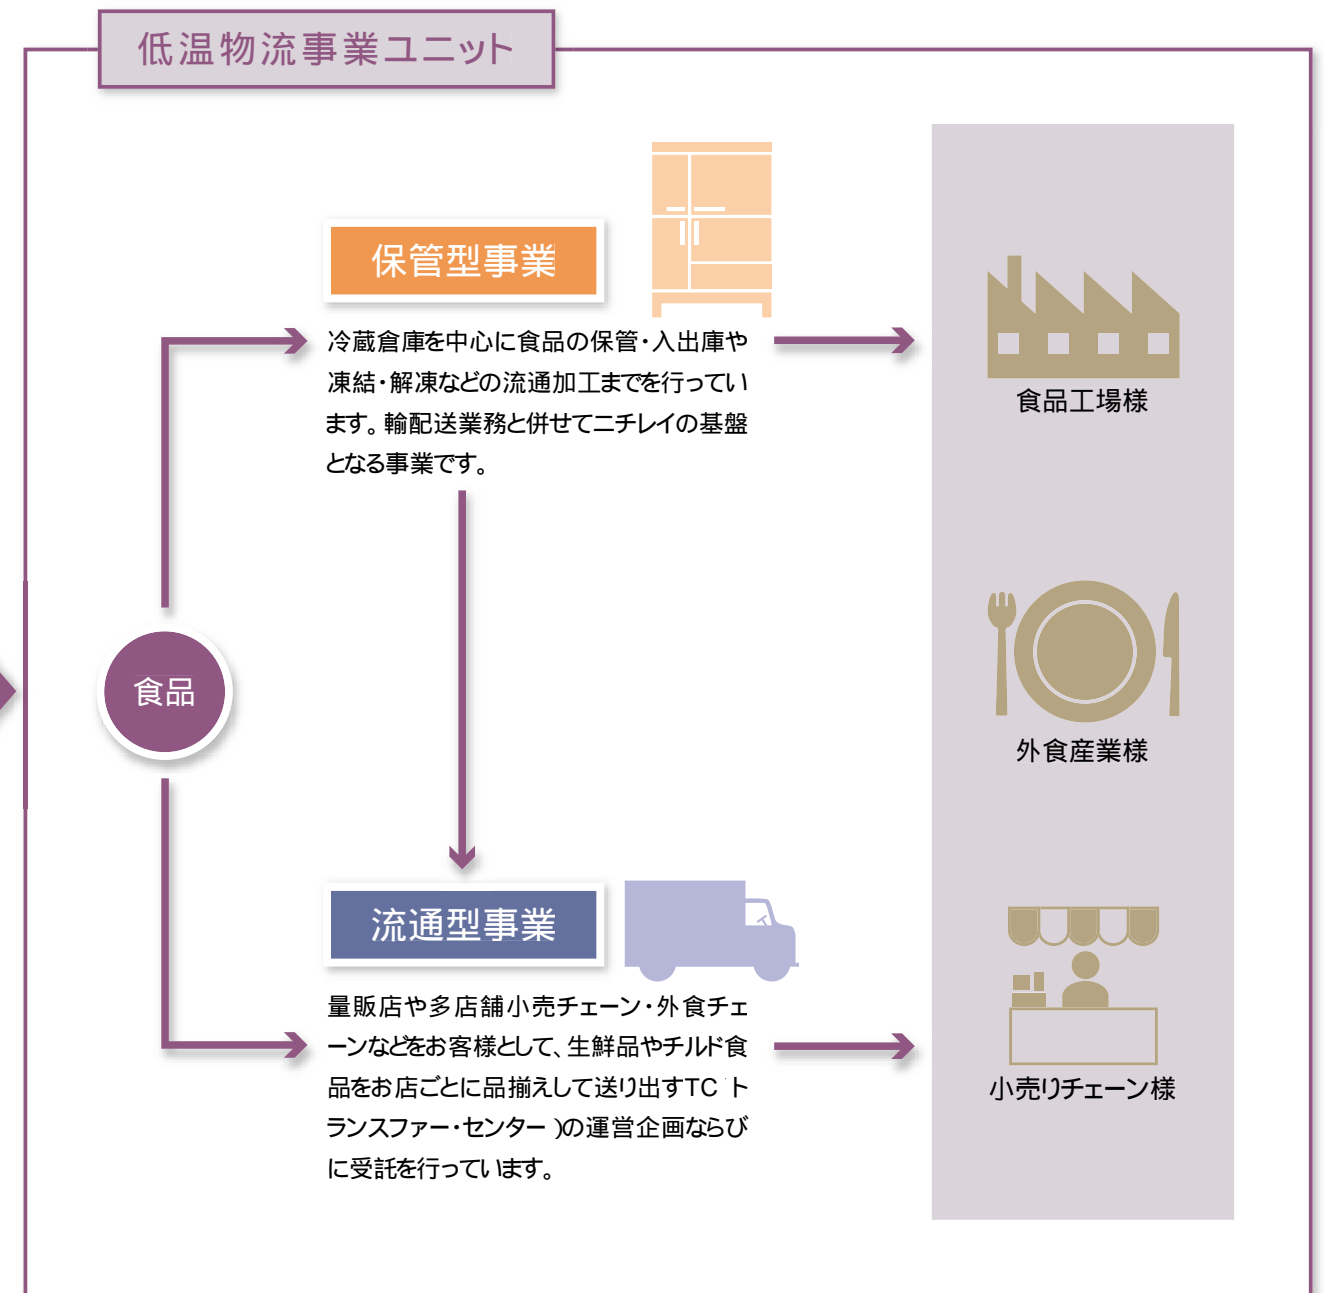 低温物流事業ユニット
保管型事業
冷蔵倉庫を中心に食品の保管・入出庫や
凍結・解凍などの流通加工までを行ってい
ます。輸配送業務と併せてニチレイの基盤
となる事業です。
食品工場様
食品
外食産業様
流通型事業
量販店や多店舗小売チェーン・外食チェ
ーンなどをお客様として、生鮮品やチルド食
品をお店ごとに品揃えして送り出すTC ト
ランスファー・センター )の運営企画ならび
に受託を行っています。
小売りチェーン様